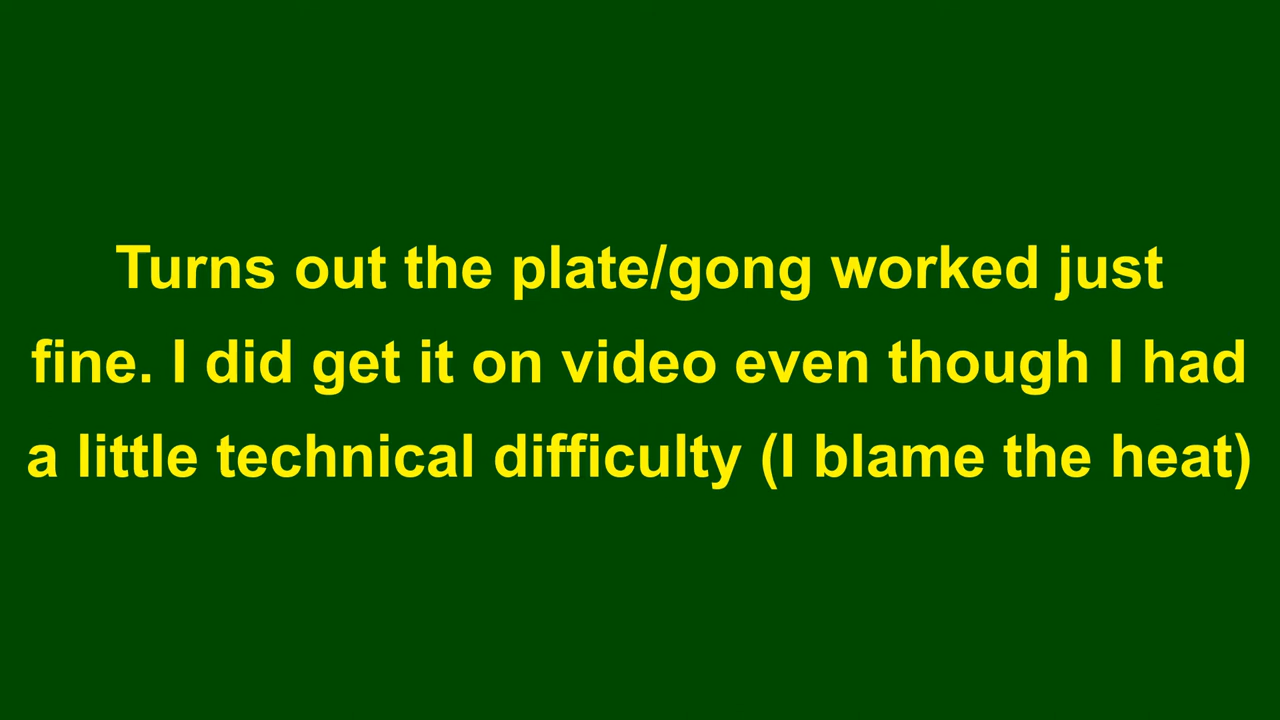 Turns out the plate/gong worked just
fine. I did get it on video even though I had
a little technical difficulty (I blame the heat)